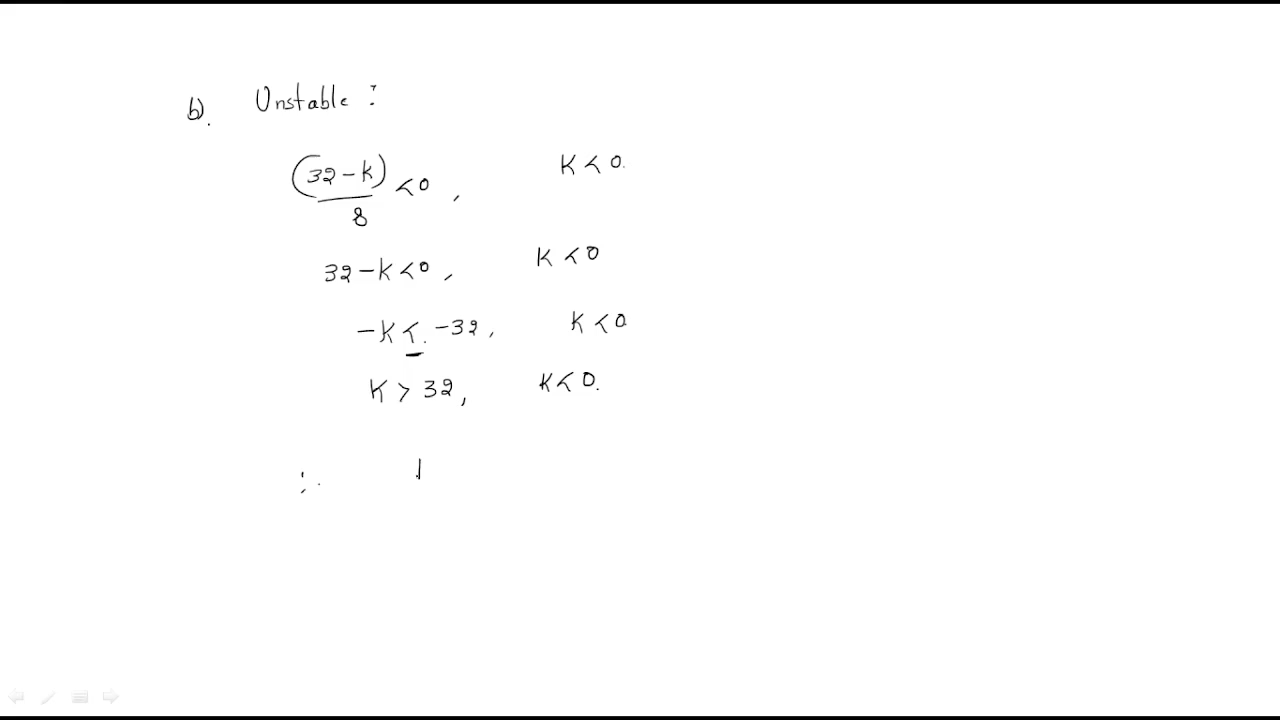 b). Unstable :
(32-K)/8 < 0 , K < 0.
32-K < 0 , K < 0
-K < -32 , K < 0
K > 32 , K < 0.
∴